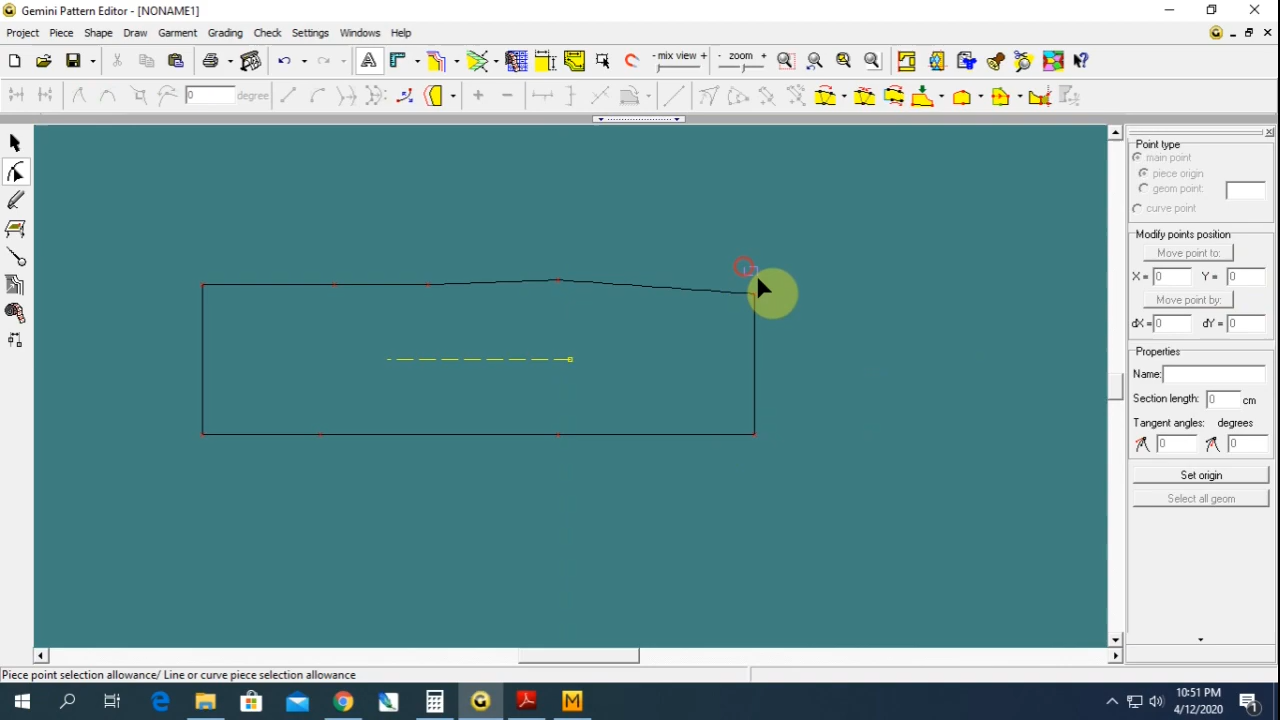 Gemini Pattern Editor - [NONAME1]
Project Piece Shape Draw Garment Grading Check Settings Windows Help
- mix view + - zoom +
0 degree
Point type
main point
piece origin
geom point:
curve point
Modify points position
Move point to:
X = 0 Y = 0
Move point by:
dX = 0 dY = 0
Properties
Name:
Section length: 0 cm
Tangent angles: degrees
0 0
Set origin
Select all geom
Piece point selection allowance/ Line or curve piece selection allowance
10:51 PM
4/12/2020